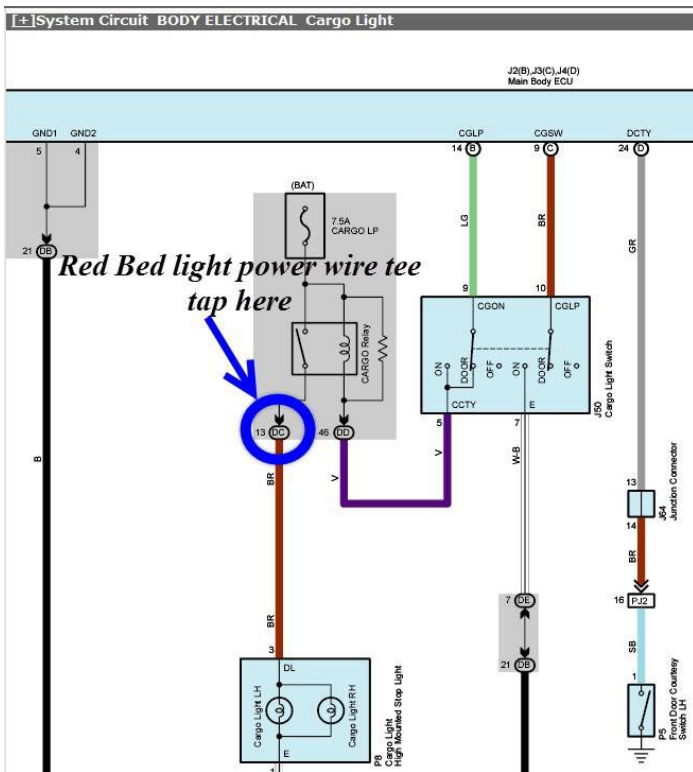 [+]System Circuit  BODY ELECTRICAL  Cargo Light
J2(B),J3(C),J4(D)
Main Body ECU
GND1
GND2
CGLP
CGSW
DCTY
5
4
14 B
9 C
24 D
(BAT)
7.5A
CARGO LP
LG
BR
GR
21 DB
Red Bed light power wire tee
tap here
9
10
CGON
CGLP
CARGO Relay
ON
DOOR
OFF
ON
DOOR
OFF
J50
Cargo Light Switch
CCTY
E
13 DC
46 DD
5
7
B
BR
V
V
W-B
13
J64
Junction Connector
14
BR
7 DE
16 PJ2
BR
SB
21 DB
3
DL
1
Cargo Light LH
Cargo Light RH
E
P8
Cargo Light
High Mounted Stop Light
P5
Front Door Courtesy
Switch LH
1